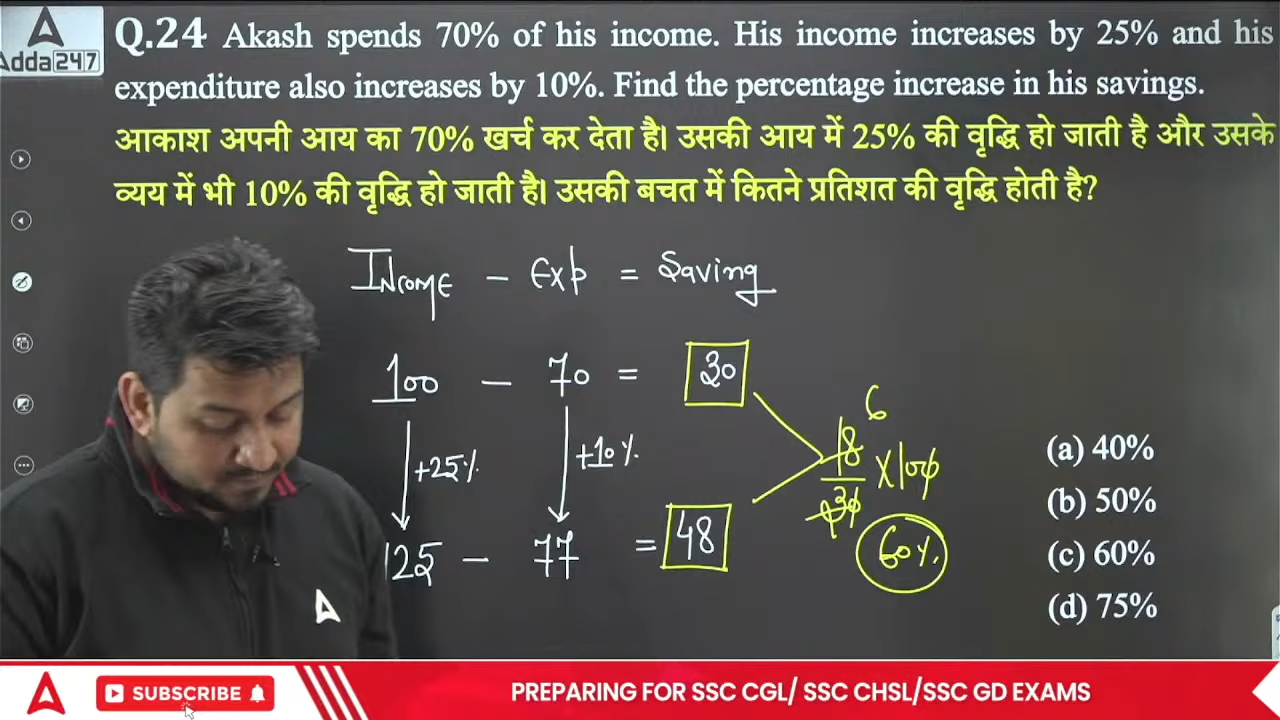 Adda247
Q.24 Akash spends 70% of his income. His income increases by 25% and his
expenditure also increases by 10%. Find the percentage increase in his savings.
आकाश अपनी आय का 70% खर्च कर देता है। उसकी आय में 25% की वृद्धि हो जाती है और उसके
व्यय में भी 10% की वृद्धि हो जाती है। उसकी बचत में कितने प्रतिशत की वृद्धि होती है?
Income - Exp = Saving
100 - 70 = 30
+25% +10%
6
18
30
x100
125 - 77 = 48
60%
(a) 40%
(b) 50%
(c) 60%
(d) 75%
SUBSCRIBE
PREPARING FOR SSC CGL/ SSC CHSL/SSC GD EXAMS